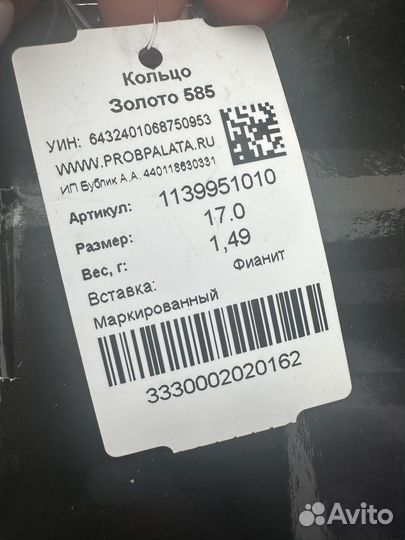 Кольцо
Золото 585
УИН: 6432401068750953
WWW.PROBPALATA.RU
ИП Бублик А.А. 440118630331
Артикул: 1139951010
Размер: 17.0
Вес, г: 1,49
Вставка: Фианит
Маркированный
3330002020162
Avito